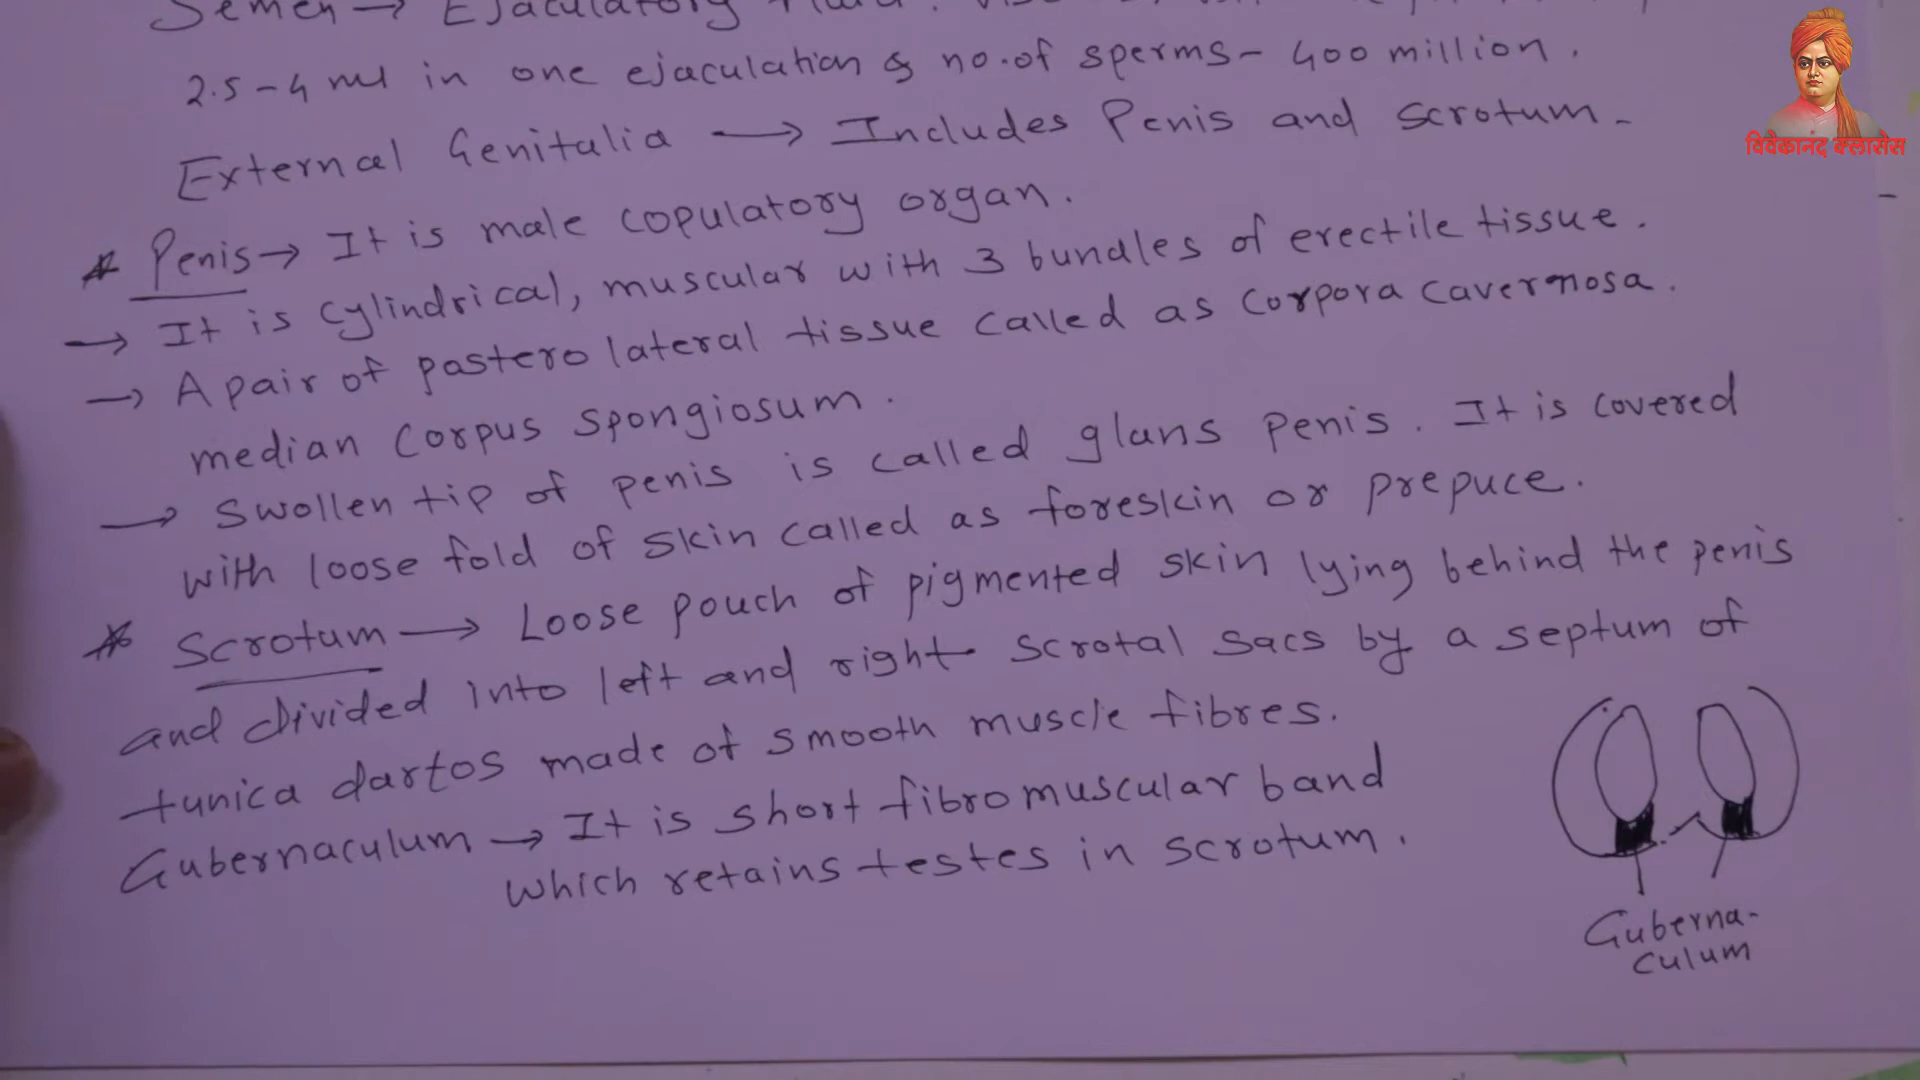 Semen → Ejaculatory fluid.
2.5-4 ml in one ejaculation & no.of sperms- 400 million.
External Genitalia → Includes Penis and scrotum-
* Penis → It is male copulatory organ.
→ It is cylindrical, muscular with 3 bundles of erectile tissue.
→ A pair of postero lateral tissue called as corpora cavernosa.
median corpus spongiosum.
→ swollen tip of penis is called glans penis. It is covered
with loose fold of skin called as foreskin or prepuce.
* Scrotum → Loose pouch of pigmented skin lying behind the penis
and divided into left and right scrotal sacs by a septum of
tunica dartos made of smooth muscle fibres.
Gubernaculum → It is short fibromuscular band
which retains testes in scrotum.
Guberna-
culum
विवेकानंद क्लासेस